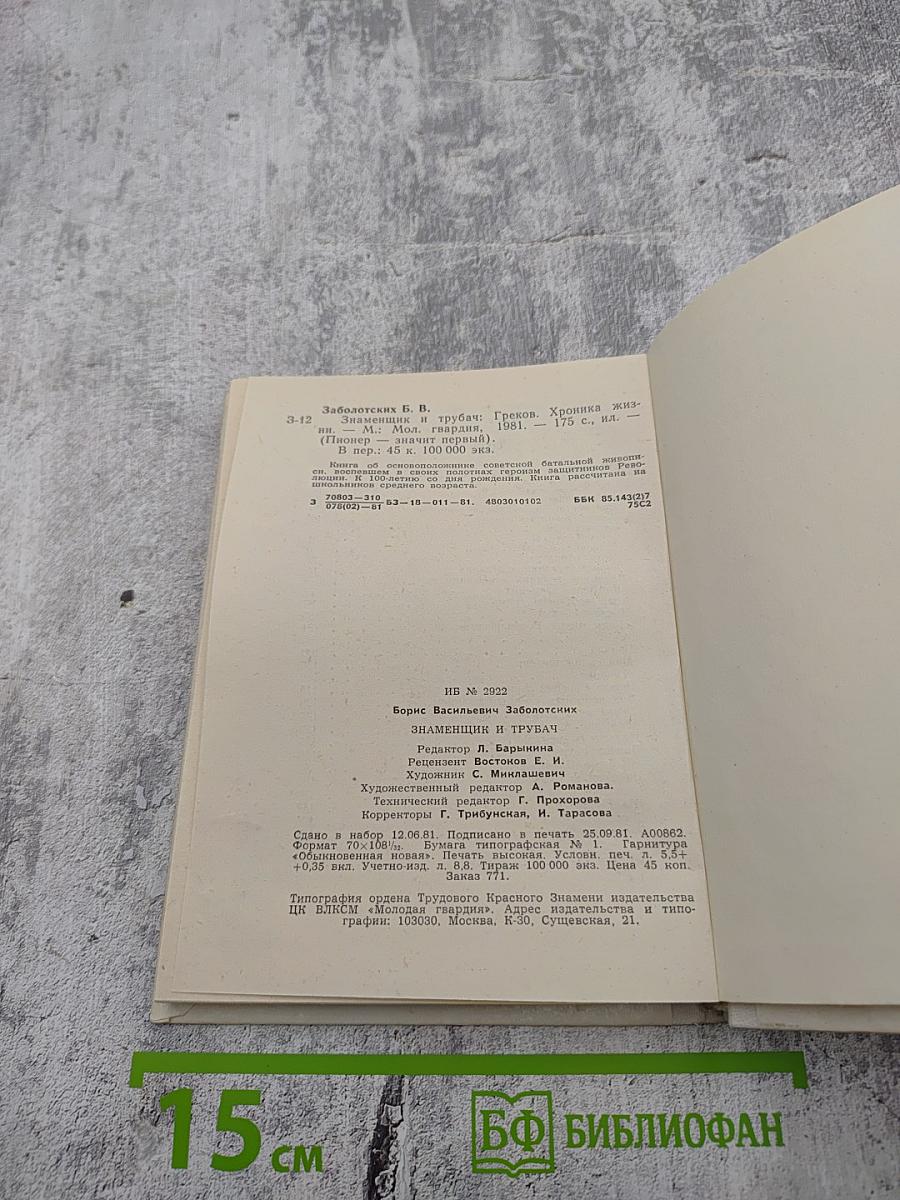 Заболотских Б. В.
З-12 Знаменщик и трубач: Греков. Хроника жиз-
ни. — М.: Мол. гвардия, 1981. — 175 с., ил. —
(Пионер — значит первый).
В пер.: 45 к. 100 000 экз.
Книга об основоположнике советской батальной живопи-
си, воспевшем в своих полотнах героизм защитников Рево-
люции. К 100-летию со дня рождения. Книга рассчитана на
школьников среднего возраста.
З 70803—310 БЗ—18—011—81. 4803010102 ББК 85.143(2)7
078(02)—81 75С2
ИБ № 2922
Борис Васильевич Заболотских
ЗНАМЕНЩИК И ТРУБАЧ
Редактор Л. Барыкина
Рецензент Востоков Е. И.
Художник С. Миклашевич
Художественный редактор А. Романова.
Технический редактор Г. Прохорова
Корректоры Г. Трибунская, И. Тарасова
Сдано в набор 12.06.81. Подписано в печать 25.09.81. А00862.
Формат 70×108¹/₃₂. Бумага типографская № 1. Гарнитура
«Обыкновенная новая». Печать высокая. Условн. печ. л. 5,5+
+0,35 вкл. Учетно-изд. л. 8,8. Тираж 100 000 экз. Цена 45 коп.
Заказ 771.
Типография ордена Трудового Красного Знамени издательства
ЦК ВЛКСМ «Молодая гвардия». Адрес издательства и типо-
графии: 103030, Москва, К-30, Сущевская, 21.
15 см
БФ БИБЛИОФАН